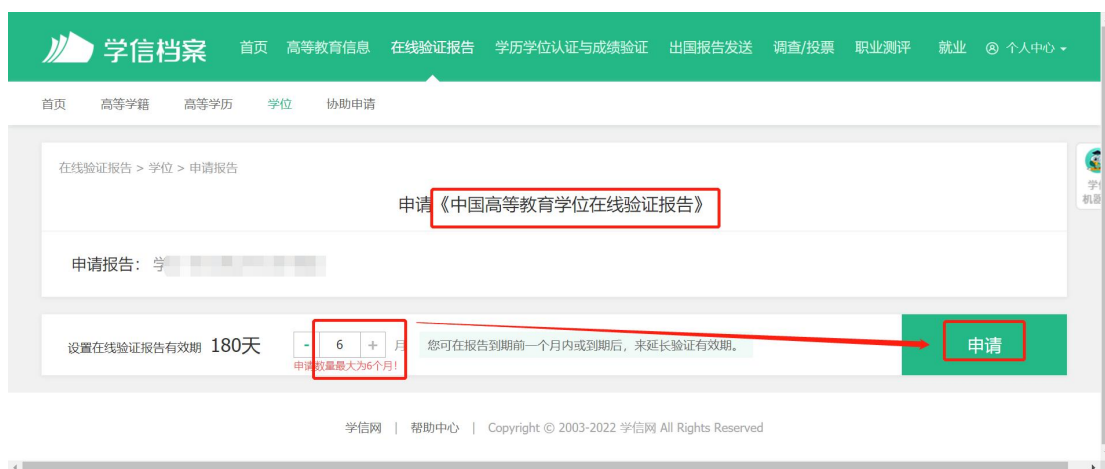 学信档案 首页 高等教育信息 在线验证报告 学历学位认证与成绩验证 出国报告发送 调查/投票 职业测评 就业 个人中心
首页 高等学籍 高等学历 学位 协助申请
在线验证报告 > 学位 > 申请报告
申请《中国高等教育学位在线验证报告》
申请报告：学
设置在线验证报告有效期 180天 - 6 + 月 您可在报告到期前一个月内或到期后，来延长验证有效期。 申请
申请数量最大为6个月!
学信网 | 帮助中心 | Copyright © 2003-2022 学信网 All Rights Reserved